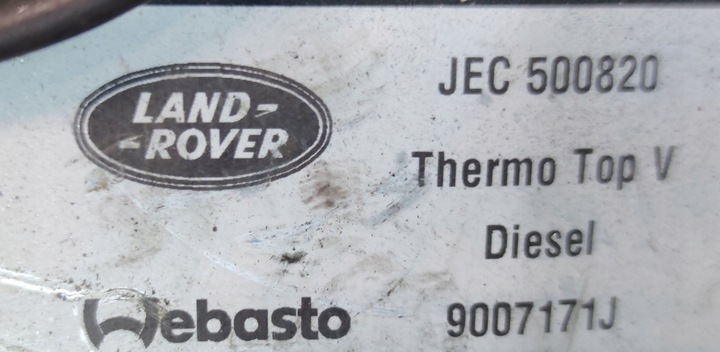 LAND-
-ROVER
JEC 500820
Thermo Top V
Diesel
Webasto
9007171J